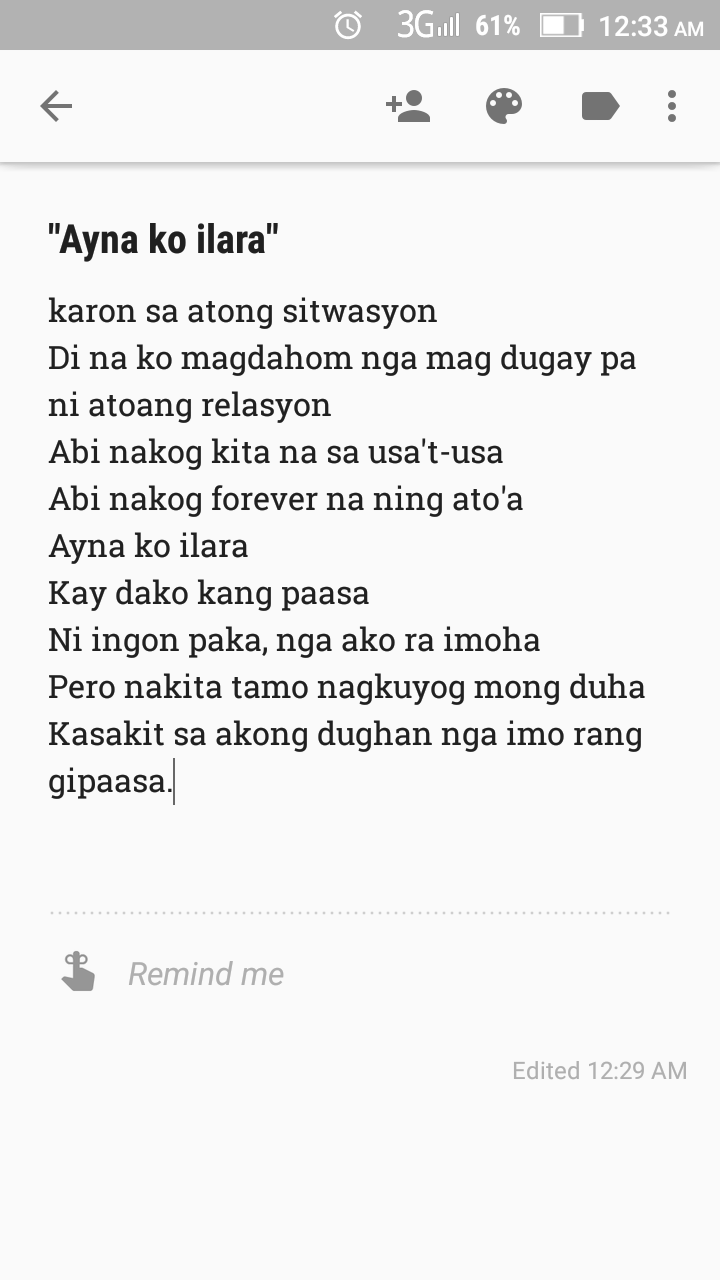 3G 61% 12:33 AM
"Ayna ko ilara"
karon sa atong sitwasyon
Di na ko magdahom nga mag dugay pa
ni atoang relasyon
Abi nakog kita na sa usa't-usa
Abi nakog forever na ning ato'a
Ayna ko ilara
Kay dako kang paasa
Ni ingon paka, nga ako ra imoha
Pero nakita tamo nagkuyog mong duha
Kasakit sa akong dughan nga imo rang
gipaasa.
Remind me
Edited 12:29 AM